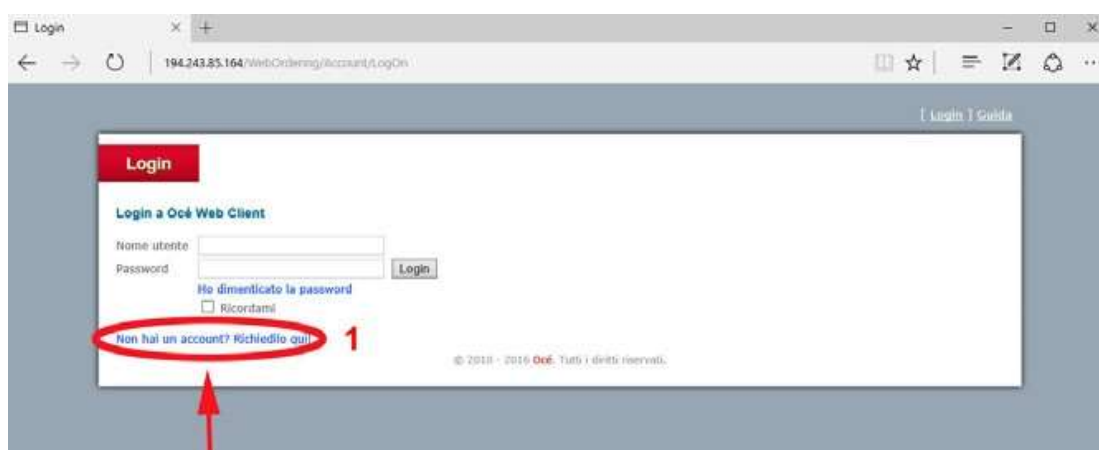 Login
194.243.85.164/WebOrdering/Account/LogOn
[ Login ] Guida
Login
Login a Océ Web Client
Nome utente
Password
Login
Ho dimenticato la password
Ricordami
Non hai un account? Richiedilo qui!
1
© 2010 - 2016 Océ. Tutti i diritti riservati.